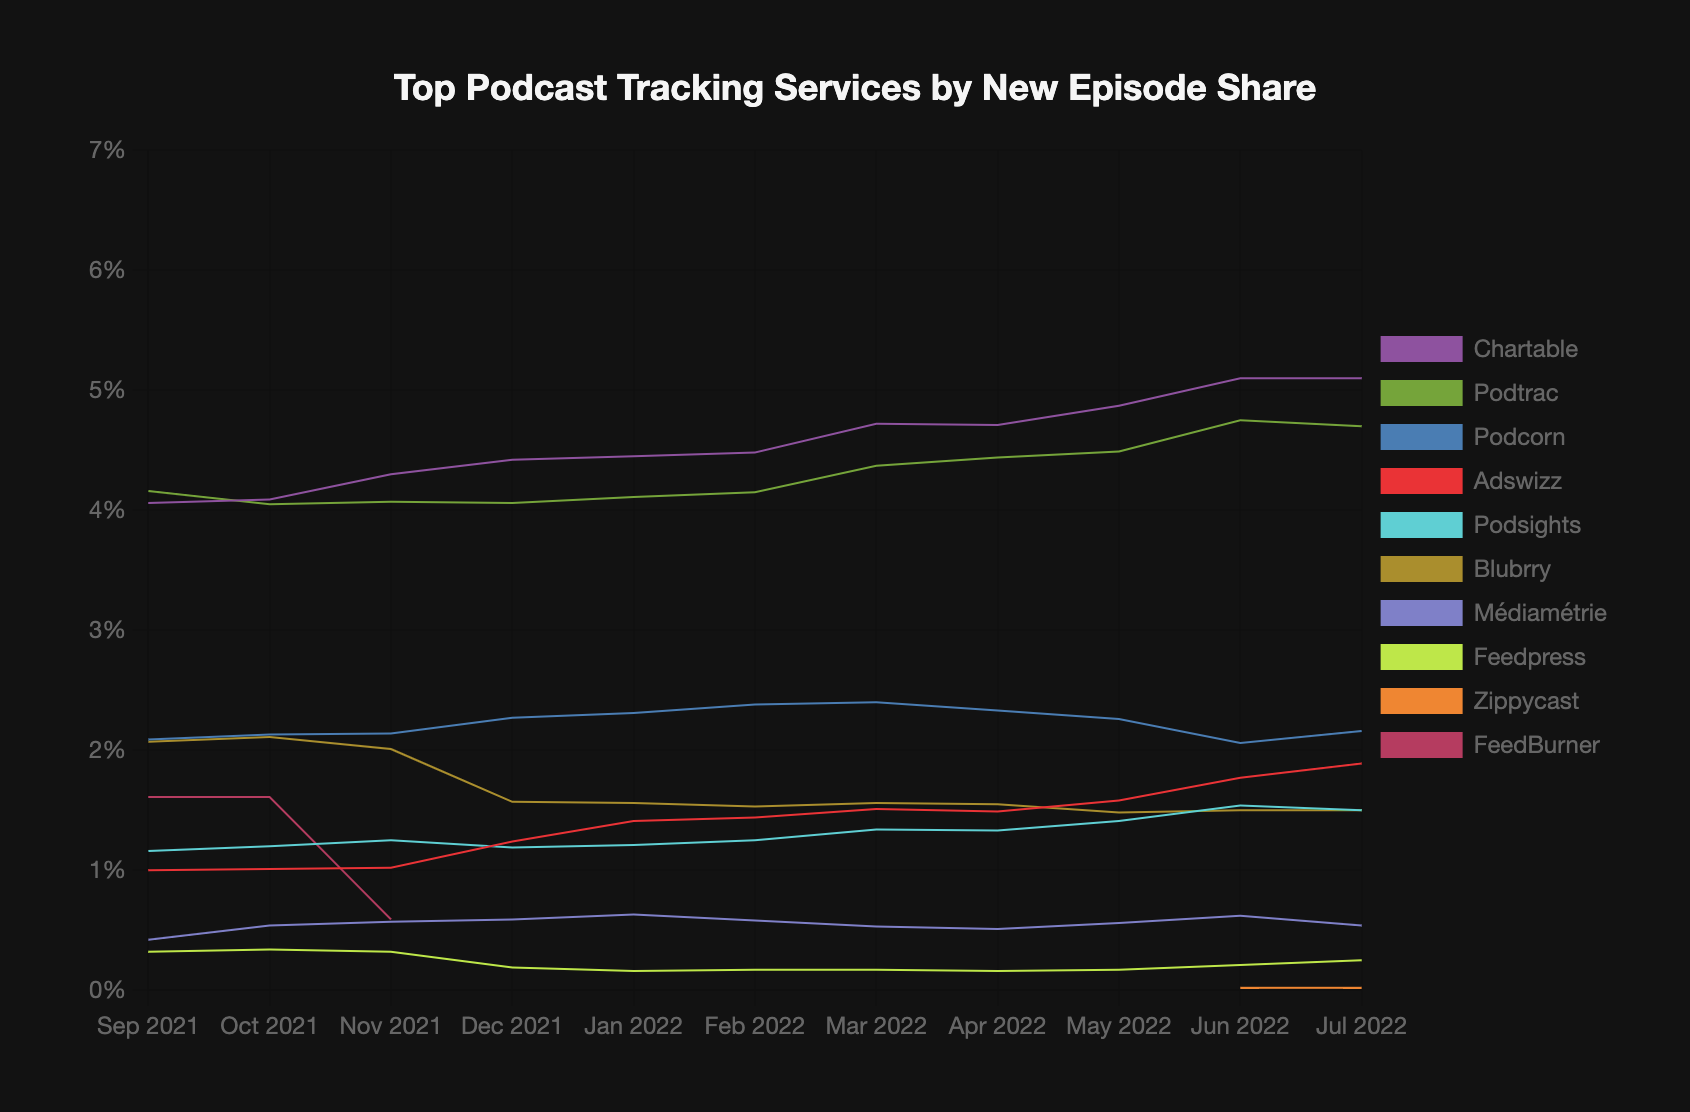 Top Podcast Tracking Services by New Episode Share
7%
6%
5%
4%
3%
2%
1%
0%
Sep 2021 Oct 2021 Nov 2021 Dec 2021 Jan 2022 Feb 2022 Mar 2022 Apr 2022 May 2022 Jun 2022 Jul 2022
Chartable
Podtrac
Podcorn
Adswizz
Podsights
Blubrry
Médiamétrie
Feedpress
Zippycast
FeedBurner